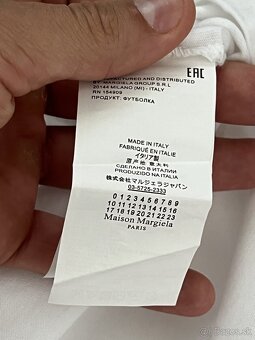 EAC
MANUFACTURED AND DISTRIBUTED
BY: MARGIELA GROUP S.R.L
20144 MILANO (MI) - ITALY
RN 154909
ПРОДУКТ: ФУТБОЛКА
MADE IN ITALY
FABRIQUÉ EN ITALIE
イタリア製
原产地 意大利
СДЕЛАНО В ИТАЛИИ
PRODUZIDO NA ITALIA
株式会社マルジェラジャパン
03-5725-2333
0 1 2 3 4 5 6 7 8 9
10 11 12 13 14 15 16
17 18 19 20 21 22 23
Maison Margiela
PARIS
bazos.sk